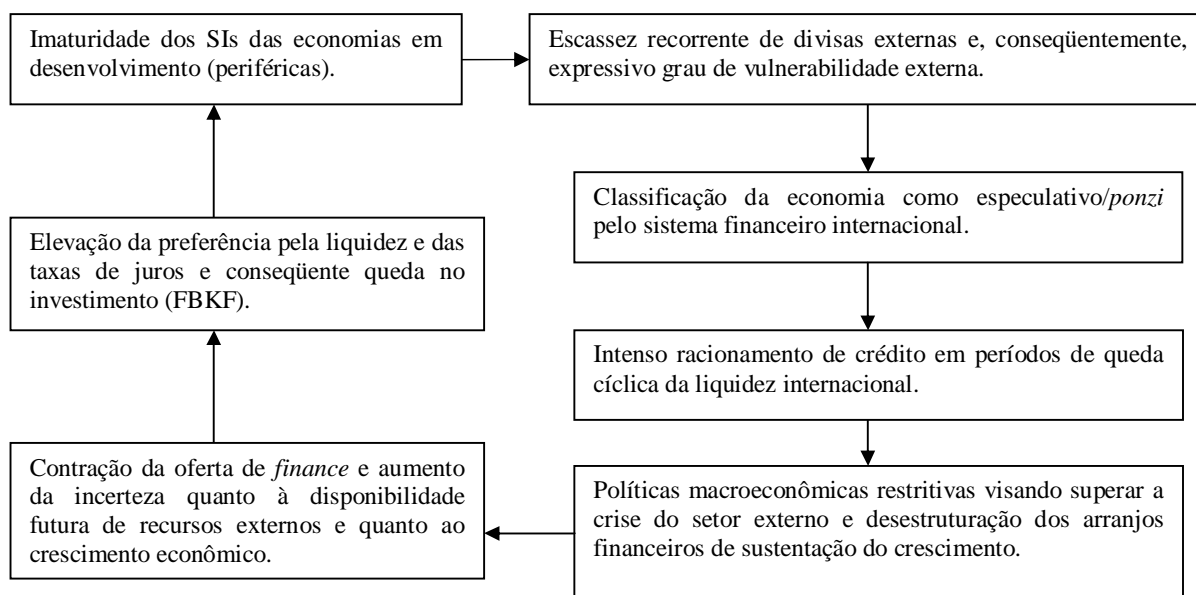 Imaturidade dos SIs das economias em
desenvolvimento (periféricas).
Escassez recorrente de divisas externas e, conseqüentemente,
expressivo grau de vulnerabilidade externa.
Classificação da economia como especulativo/ponzi
pelo sistema financeiro internacional.
Intenso racionamento de crédito em períodos de queda
cíclica da liquidez internacional.
Políticas macroeconômicas restritivas visando superar a
crise do setor externo e desestruturação dos arranjos
financeiros de sustentação do crescimento.
Contração da oferta de finance e aumento
da incerteza quanto à disponibilidade
futura de recursos externos e quanto ao
crescimento econômico.
Elevação da preferência pela liquidez e das
taxas de juros e conseqüente queda no
investimento (FBKF).